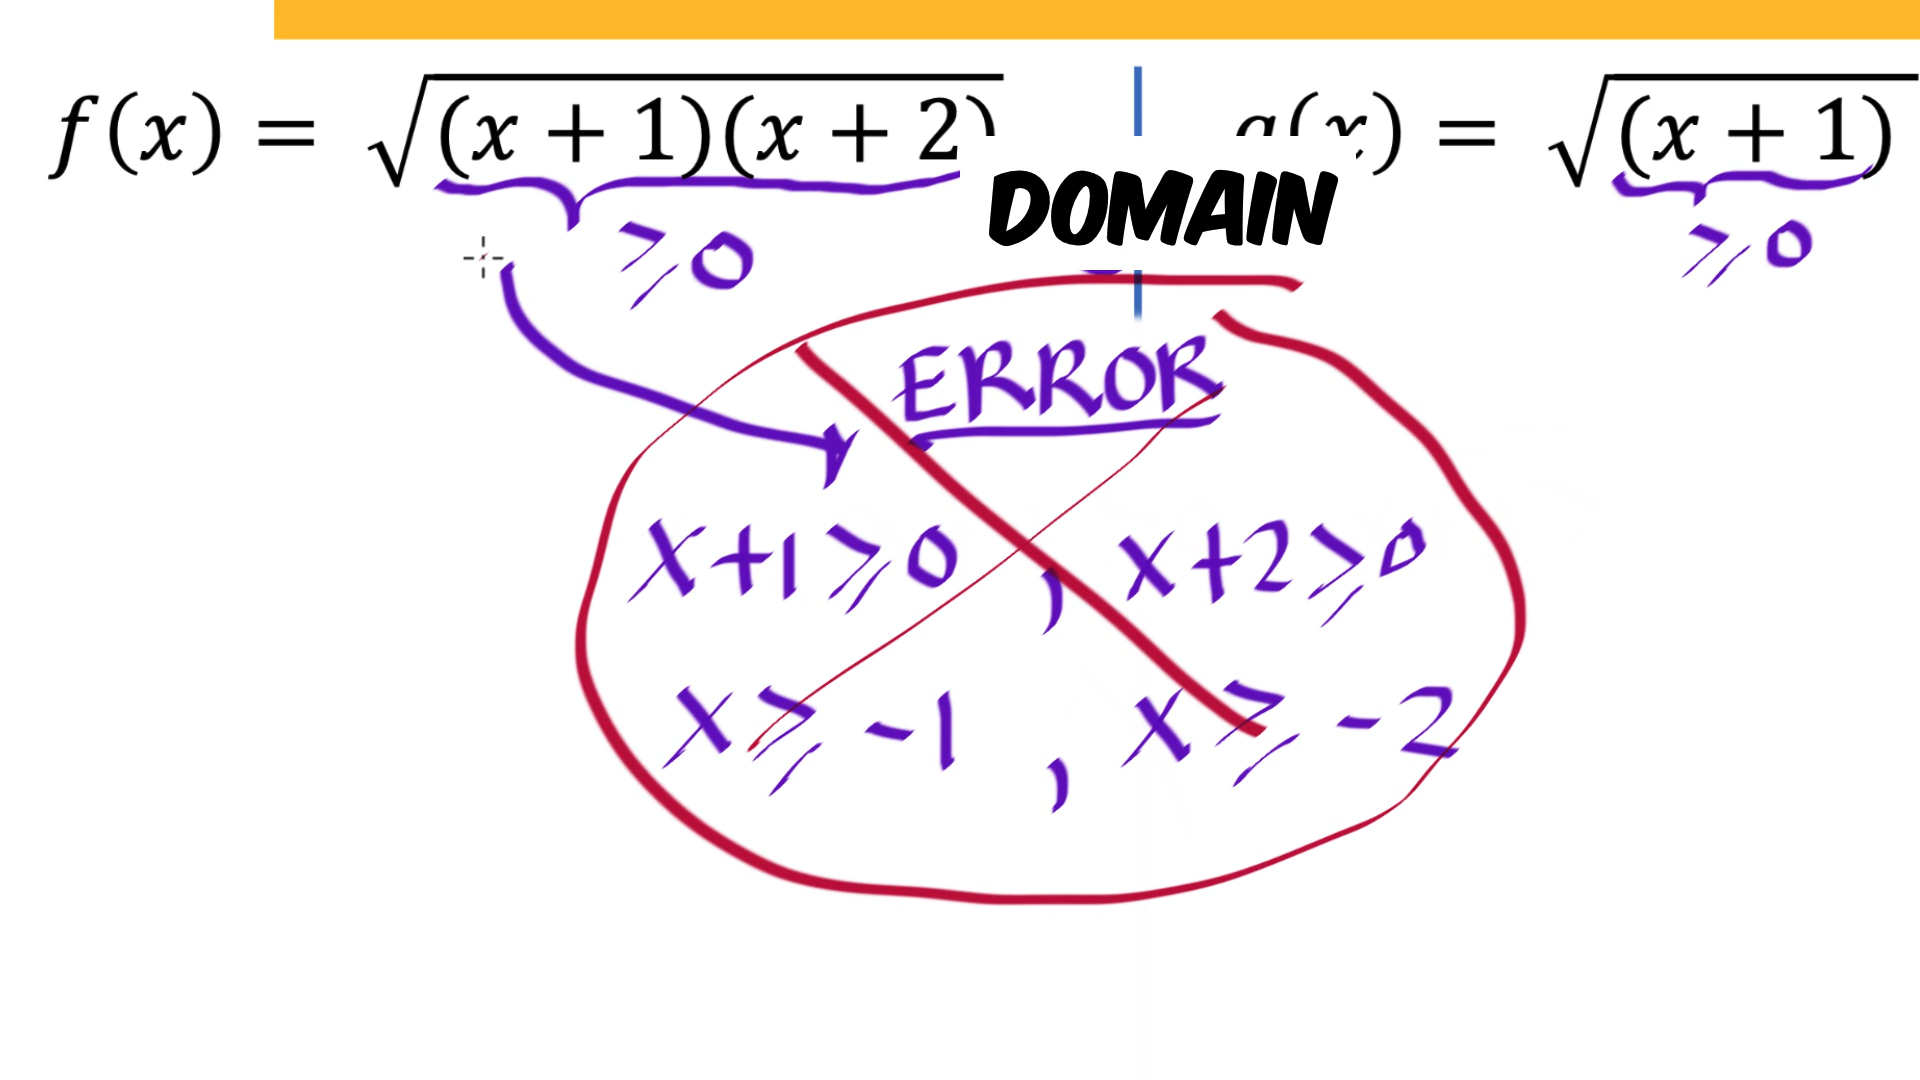 f(x) = √(x + 1)(x + 2)
g(x) = √(x + 1)
DOMAIN
≥0
≥0
ERROR
x+1≥0 , x+2≥0
x≥-1 , x≥-2